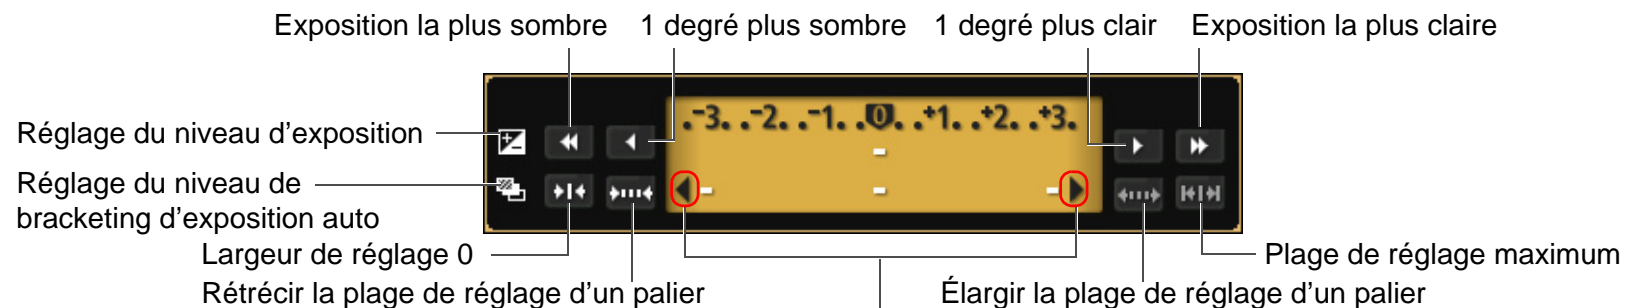 Exposition la plus sombre 1 degré plus sombre 1 degré plus clair Exposition la plus claire
.-3. .-2. .-1. .0. .+1. .+2. .+3.
Réglage du niveau d’exposition
Réglage du niveau de
bracketing d’exposition auto
Largeur de réglage 0
Plage de réglage maximum
Rétrécir la plage de réglage d’un palier
Élargir la plage de réglage d’un palier